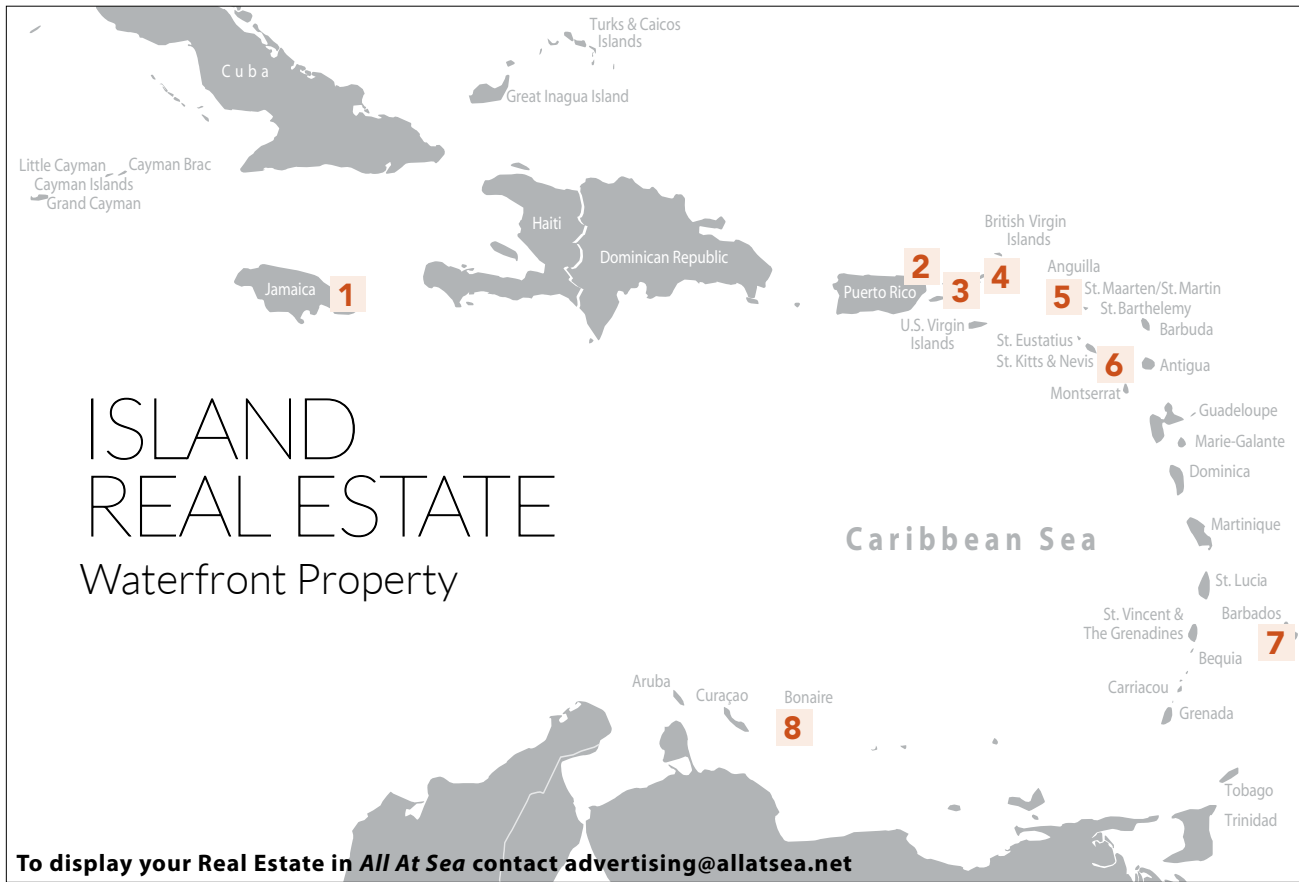 Turks & Caicos
Islands
Cuba
Great Inagua Island
Little Cayman
Cayman Brac
Cayman Islands
Grand Cayman
Haiti
Dominican Republic
Jamaica
1
Puerto Rico
2
3
British Virgin
Islands
4
U.S. Virgin
Islands
Anguilla
5
St. Maarten/St. Martin
St. Barthelemy
Barbuda
St. Eustatius
St. Kitts & Nevis
6
Antigua
Montserrat
Guadeloupe
Marie-Galante
Dominica
ISLAND
REAL ESTATE
Waterfront Property
Caribbean Sea
Martinique
St. Lucia
St. Vincent &
The Grenadines
Barbados
7
Bequia
Carriacou
Grenada
Aruba
Curaçao
Bonaire
8
Tobago
Trinidad
To display your Real Estate in All At Sea contact advertising@allatsea.net